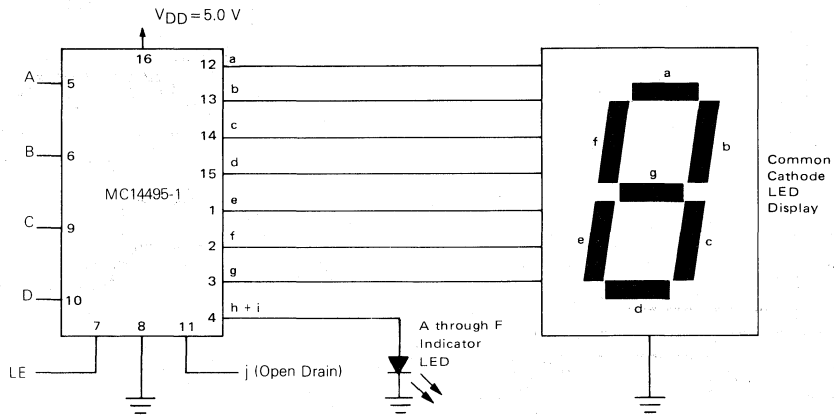 VDD = 5.0 V
16
A
5
B
6
C
9
D
10
MC14495-1
12
a
13
b
14
c
15
d
1
e
2
f
3
g
4
h + i
7
8
11
LE
j (Open Drain)
A through F
Indicator
LED
a
f
b
g
e
c
d
Common
Cathode
LED
Display